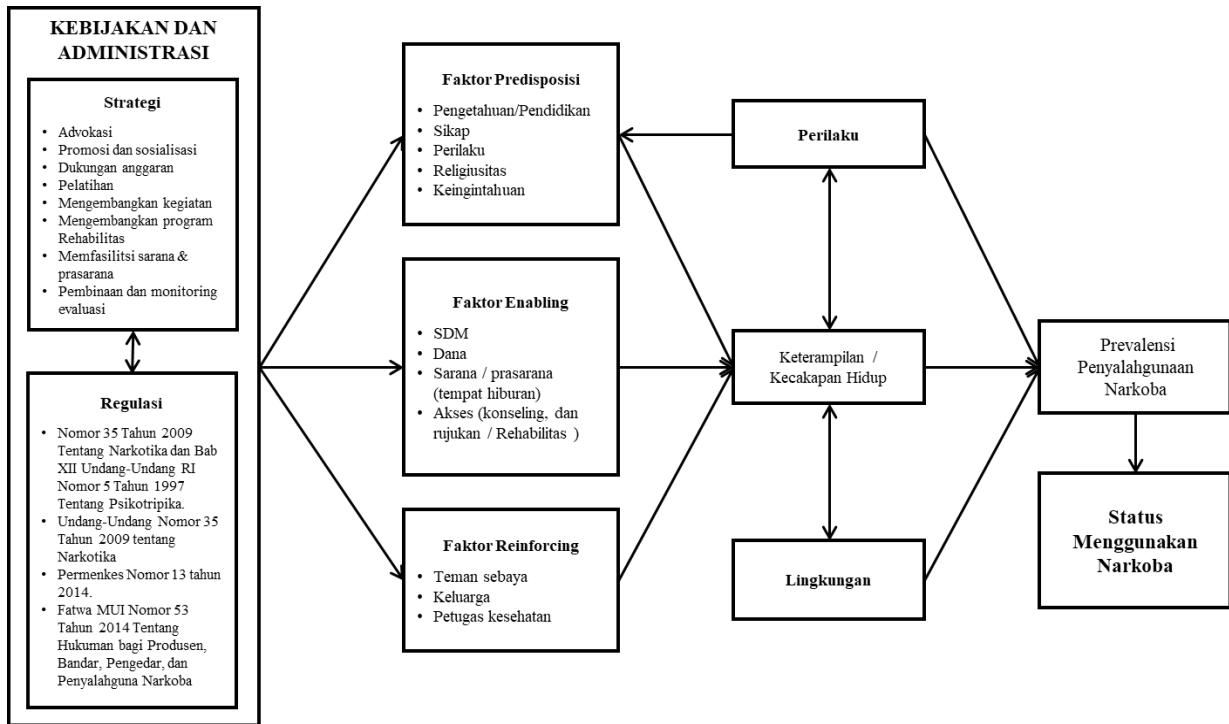 KEBIJAKAN DAN
ADMINISTRASI
Strategi
• Advokasi
• Promosi dan sosialisasi
• Dukungan anggaran
• Pelatihan
• Mengembangkan kegiatan
• Mengembangkan program
Rehabilitas
• Memfasilitsi sarana &
prasarana
• Pembinaan dan monitoring
evaluasi
Regulasi
• Nomor 35 Tahun 2009
Tentang Narkotika dan Bab
XII Undang-Undang RI
Nomor 5 Tahun 1997
Tentang Psikotripika.
• Undang-Undang Nomor 35
Tahun 2009 tentang
Narkotika
• Permenkes Nomor 13 tahun
2014.
• Fatwa MUI Nomor 53
Tahun 2014 Tentang
Hukuman bagi Produsen,
Bandar, Pengedar, dan
Penyalahguna Narkoba
Faktor Predisposi
• Pengetahuan/Pendidikan
• Sikap
• Perilaku
• Religiusitas
• Keingintahuan
Faktor Enabling
• SDM
• Dana
• Sarana / prasarana
(tempat hiburan)
• Akses (konseling, dan
rujukan / Rehabilitas )
Faktor Reinforcing
• Teman sebaya
• Keluarga
• Petugas kesehatan
Perilaku
Keterampilan /
Kecakapan Hidup
Lingkungan
Prevalensi
Penyalahgunaan
Narkoba
Status
Menggunakan
Narkoba